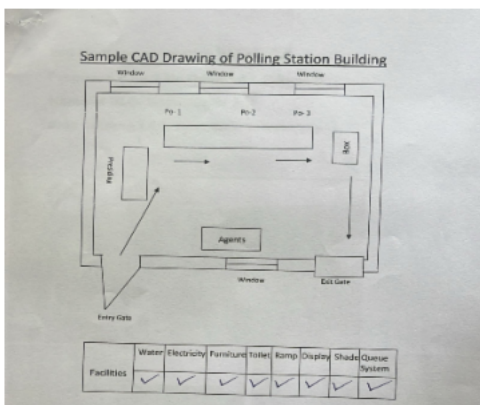 Sample CAD Drawing of Polling Station Building
Window Window Window
Po-1 Po-2 Po-3
Box
Agents
Window
Exit Gate
Entry Gate
Water Electricity Furniture Toilet Ramp Display Shade Queue System
Facilities